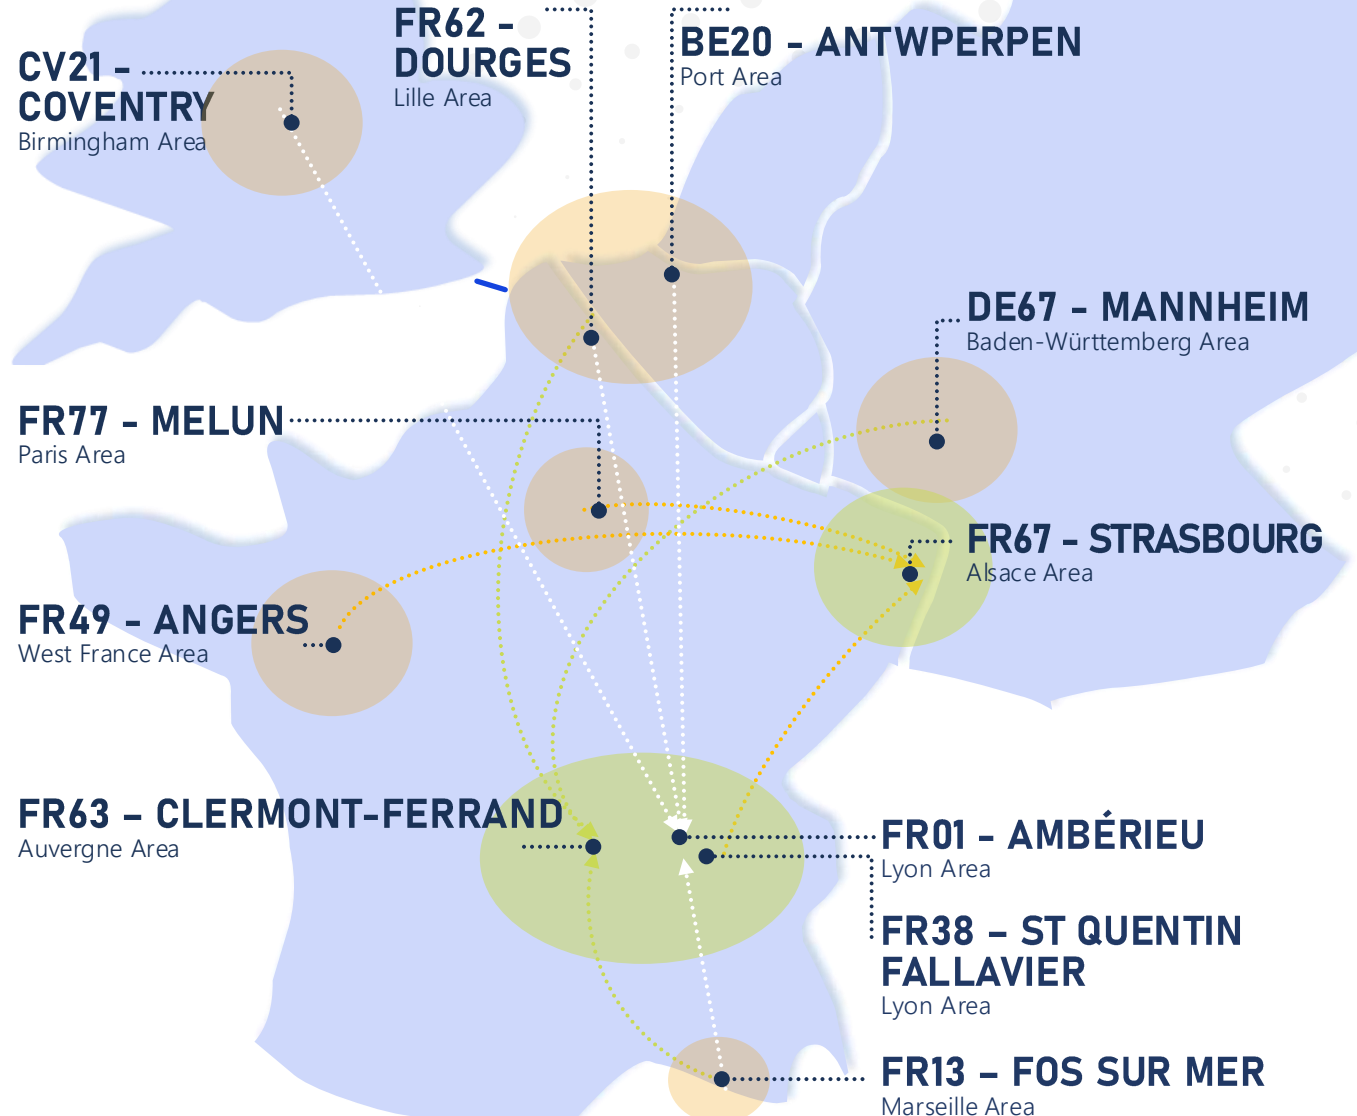 FR62 -
DOURGES
Lille Area
BE20 - ANTWPERPEN
Port Area
CV21 -
COVENTRY
Birmingham Area
DE67 - MANNHEIM
Baden-Württemberg Area
FR77 - MELUN
Paris Area
FR67 - STRASBOURG
Alsace Area
FR49 - ANGERS
West France Area
FR63 - CLERMONT-FERRAND
Auvergne Area
FR01 - AMBÉRIEU
Lyon Area
FR38 - ST QUENTIN
FALLAVIER
Lyon Area
FR13 - FOS SUR MER
Marseille Area